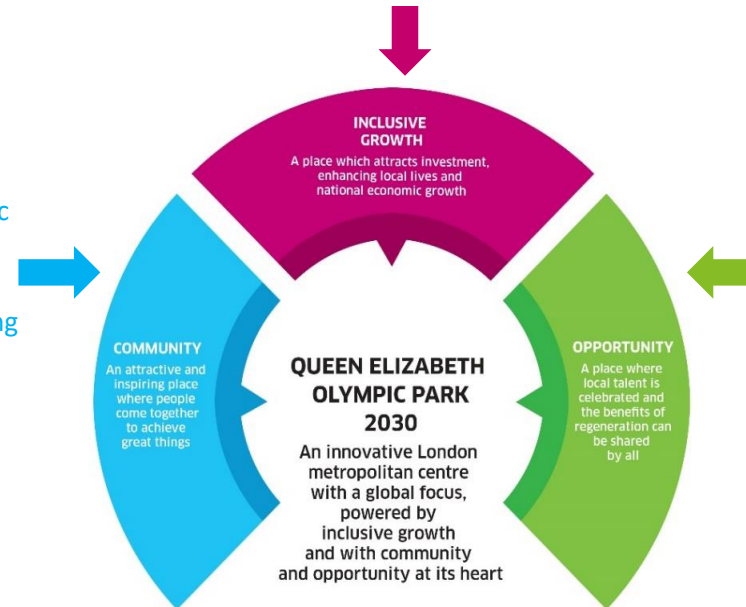 INCLUSIVE
GROWTH
A place which attracts investment,
enhancing local lives and
national economic growth
COMMUNITY
An attractive and
inspiring place
where people
come together
to achieve
great things
QUEEN ELIZABETH
OLYMPIC PARK
2030
An innovative London
metropolitan centre
with a global focus,
powered by
inclusive growth
and with community
and opportunity at its heart
OPPORTUNITY
A place where
local talent is
celebrated and
the benefits of
regeneration can
be shared
by all